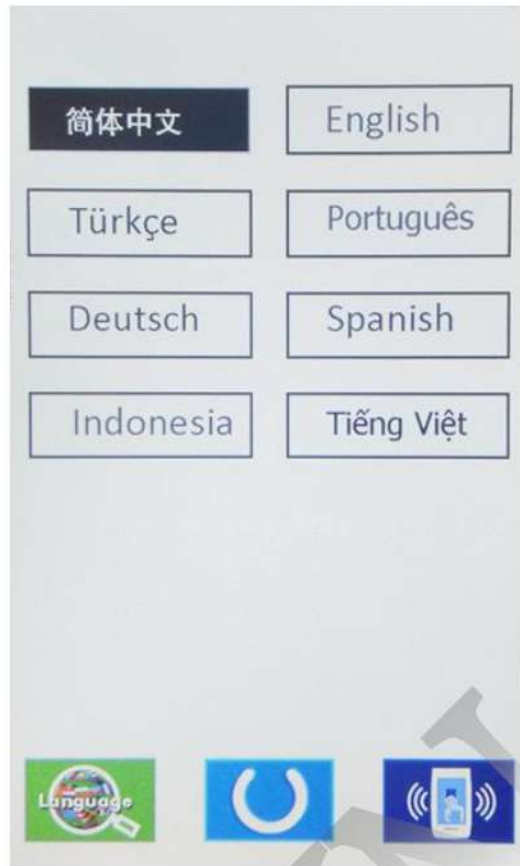 简体中文
English
Türkçe
Português
Deutsch
Spanish
Indonesia
Tiếng Việt
Language